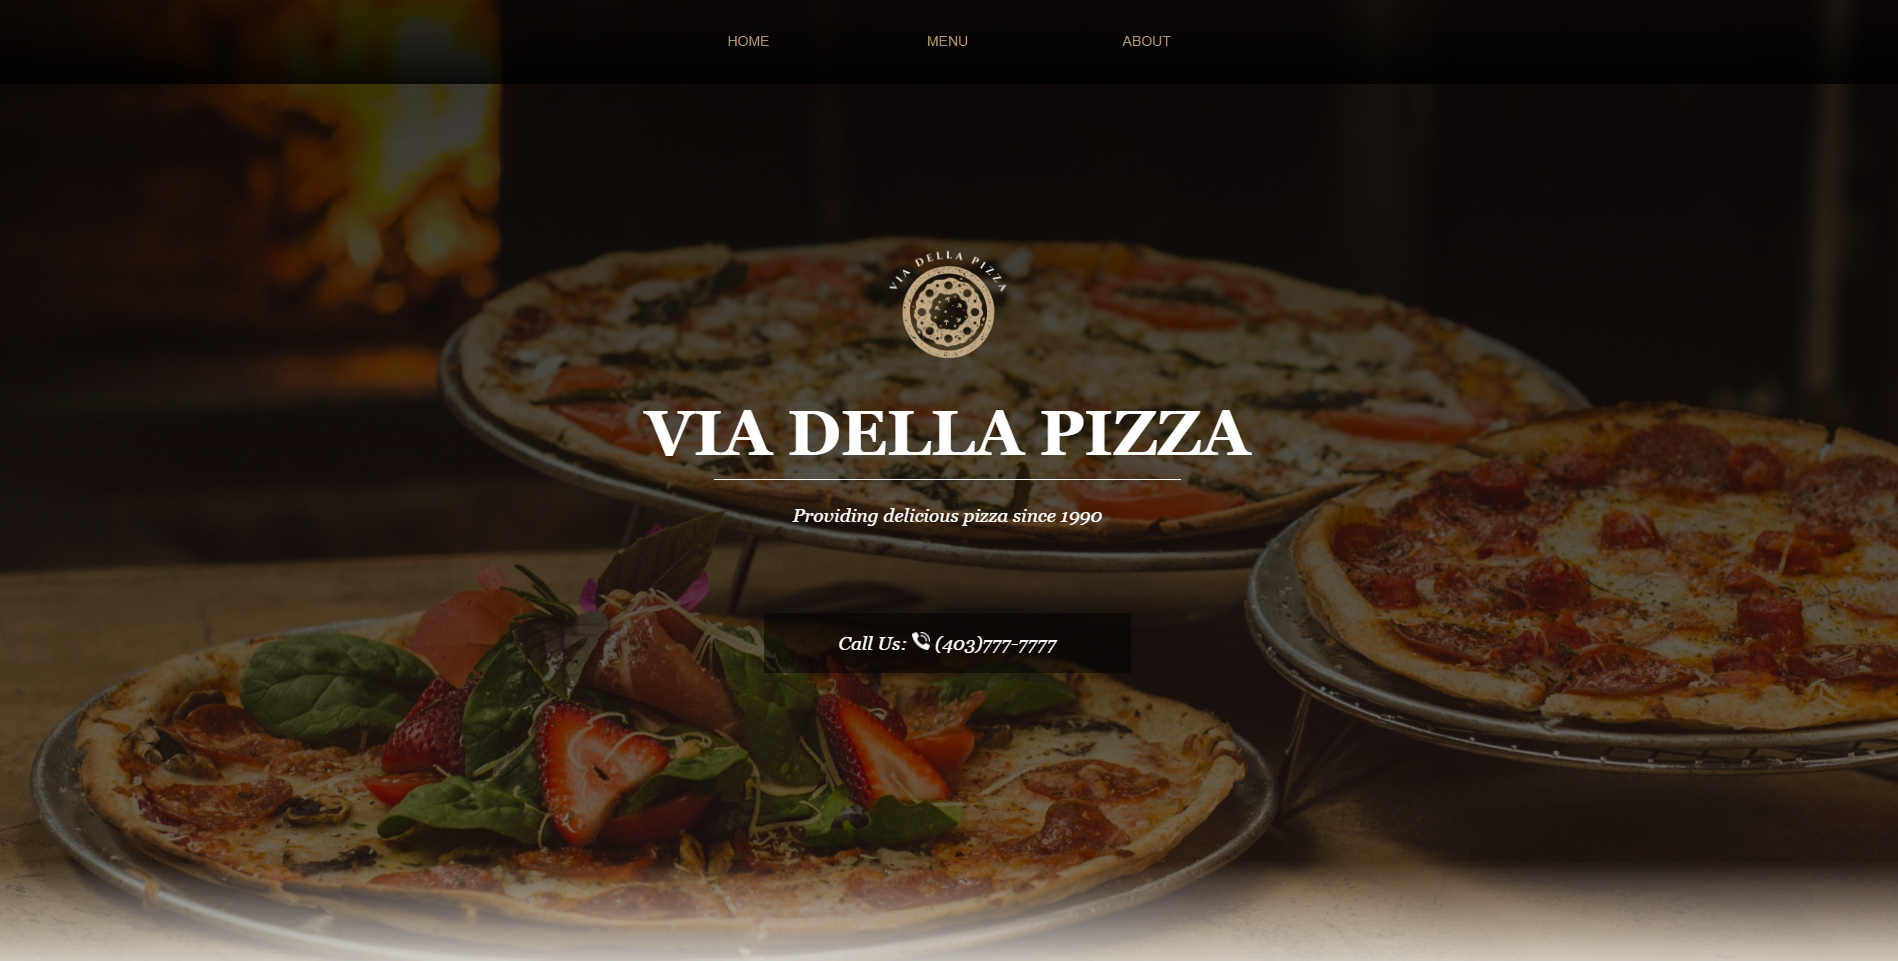 HOME MENU ABOUT
VIA DELLA PIZZA
VIA DELLA PIZZA
Providing delicious pizza since 1990
Call Us: (403)777-7777